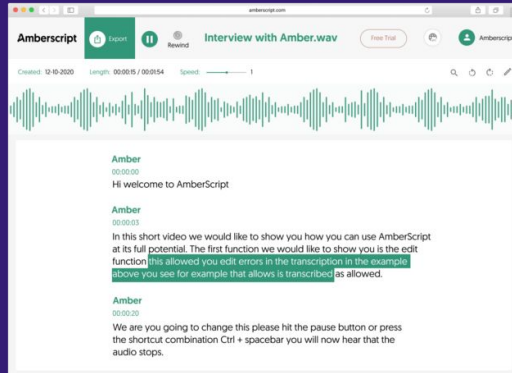 amberscript.com
Amberscript
Export
Rewind
Interview with Amber.wav
Free Trial
Amberscrip
Created: 12-10-2020 Length: 00:00:15 / 00:01:54 Speed: 1
Amber
00:00:00
Hi welcome to AmberScript
Amber
00:00:03
In this short video we would like to show you how you can use AmberScript
at its full potential. The first function we would like to show you is the edit
function this allowed you edit errors in the transcription in the example
above you see for example that allows is transcribed as allowed.
Amber
00:00:20
We are you going to change this please hit the pause button or press
the shortcut combination Ctrl + spacebar you will now hear that the
audio stops.